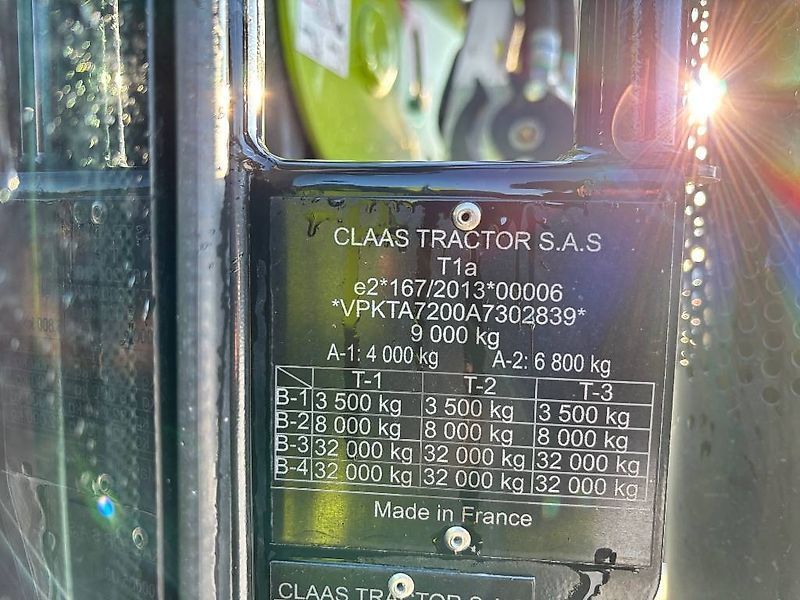 CLAAS TRACTOR S.A.S
T1a
e2*167/2013*00006
*VPKTA7200A7302839*
9 000 kg
A-1: 4 000 kg A-2: 6 800 kg
T-1 T-2 T-3
B-1 3 500 kg 3 500 kg 3 500 kg
B-2 8 000 kg 8 000 kg 8 000 kg
B-3 32 000 kg 32 000 kg 32 000 kg
B-4 32 000 kg 32 000 kg 32 000 kg
Made in France
CLAAS